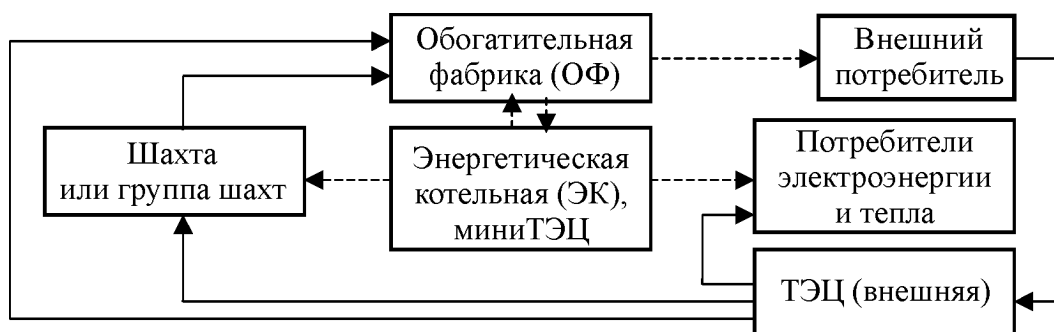 Обогатительная
фабрика (ОФ)
Внешний
потребитель
Шахта
или группа шахт
Энергетическая
котельная (ЭК),
миниТЭЦ
Потребители
электроэнергии
и тепла
ТЭЦ (внешняя)